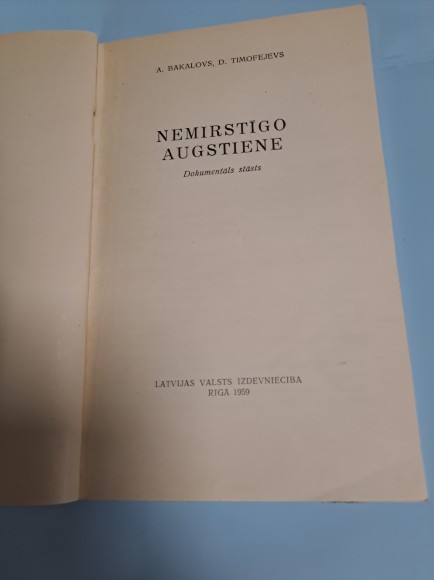 A. BAKALOVS, D. TIMOFEJEVS
NEMIRSTĪGO
AUGSTIENE
Dokumentāls stāsts
LATVIJAS VALSTS IZDEVNIECĪBA
RĪGĀ 1959